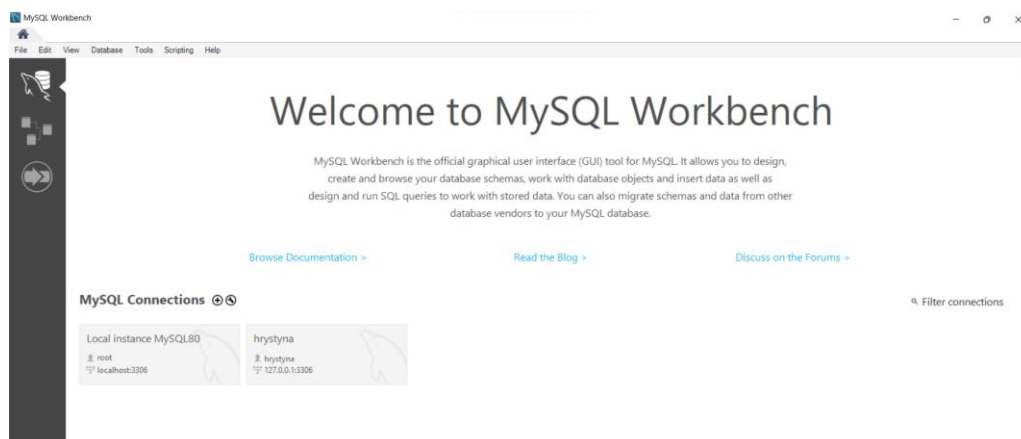 MySQL Workbench
File Edit View Database Tools Scripting Help
Welcome to MySQL Workbench
MySQL Workbench is the official graphical user interface (GUI) tool for MySQL. It allows you to design,
create and browse your database schemas, work with database objects and insert data as well as
design and run SQL queries to work with stored data. You can also migrate schemas and data from other
database vendors to your MySQL database.
Browse Documentation > Read the Blog > Discuss on the Forums >
MySQL Connections
Filter connections
Local instance MySQL80
root
localhost:3306
hrystyna
hrystyna
127.0.0.1:3306